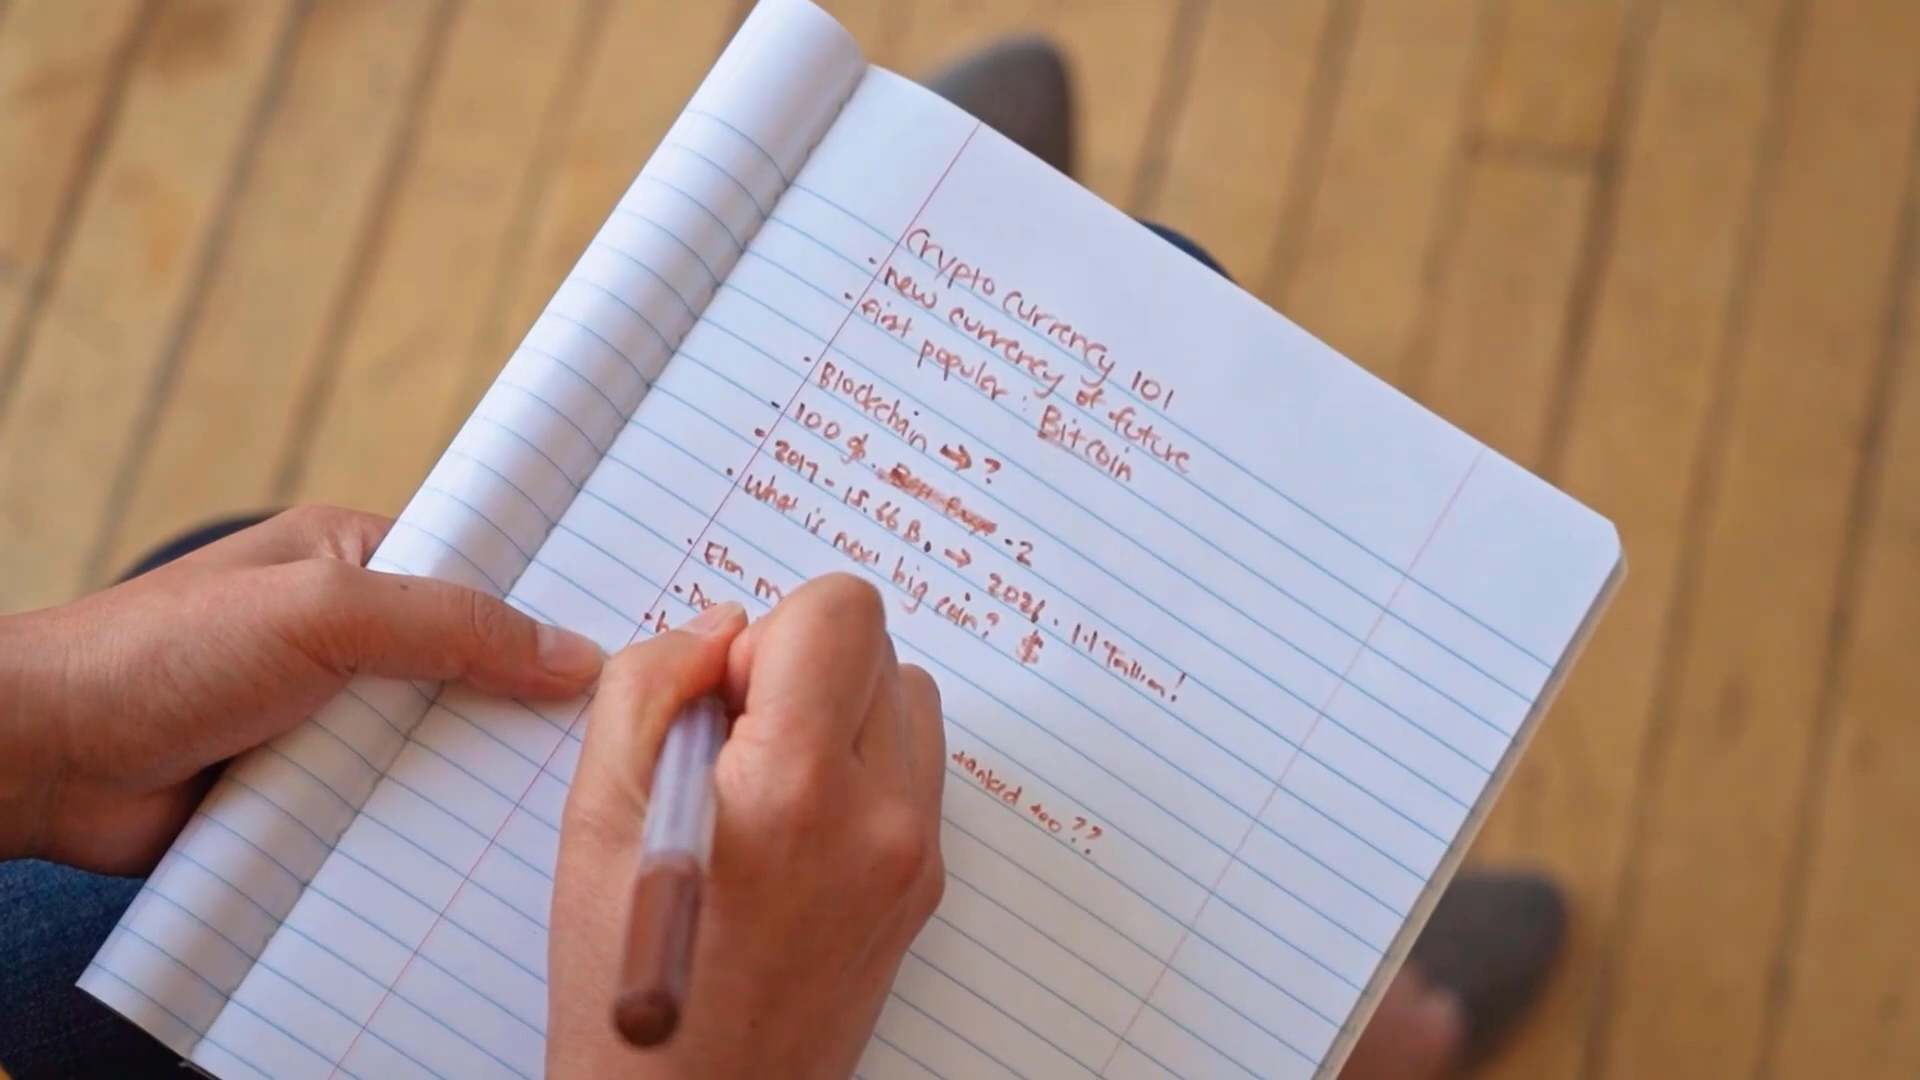 Crypto currency 101
· new currency of future
· first popular : Bitcoin
· Blockchain → ?
- 100 $. -2
· 2017 - 15.66 B. → 2021 · 1.1 Trillion!
· What is next big coin? $
· Elon
tanked too ??